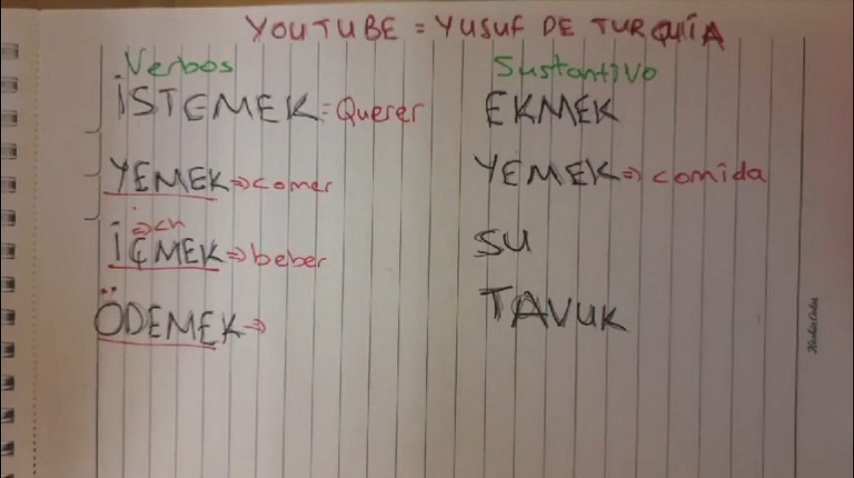 YOUTUBE = YUSUF DE TURQUÍA
Verbos
İSTEMEK = Querer
YEMEK ⇒ comer
⇒ ch
İÇMEK ⇒ beber
ÖDEMEK ⇒
Sustantivo
EKMEK
YEMEK ⇒ comida
SU
TAVUK